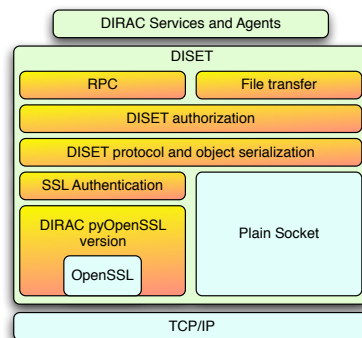 DIRAC Services and Agents
DISET
RPC
File transfer
DISET authorization
DISET protocol and object serialization
SSL Authentication
DIRAC pyOpenSSL
version
OpenSSL
Plain Socket
TCP/IP